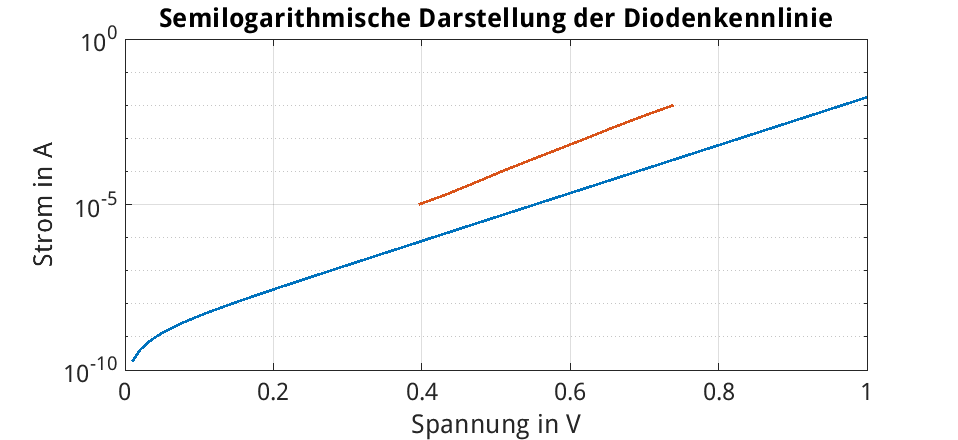 Semilogarithmische Darstellung der Diodenkennlinie
10^0
10^-5
10^-10
Strom in A
0 0.2 0.4 0.6 0.8 1
Spannung in V